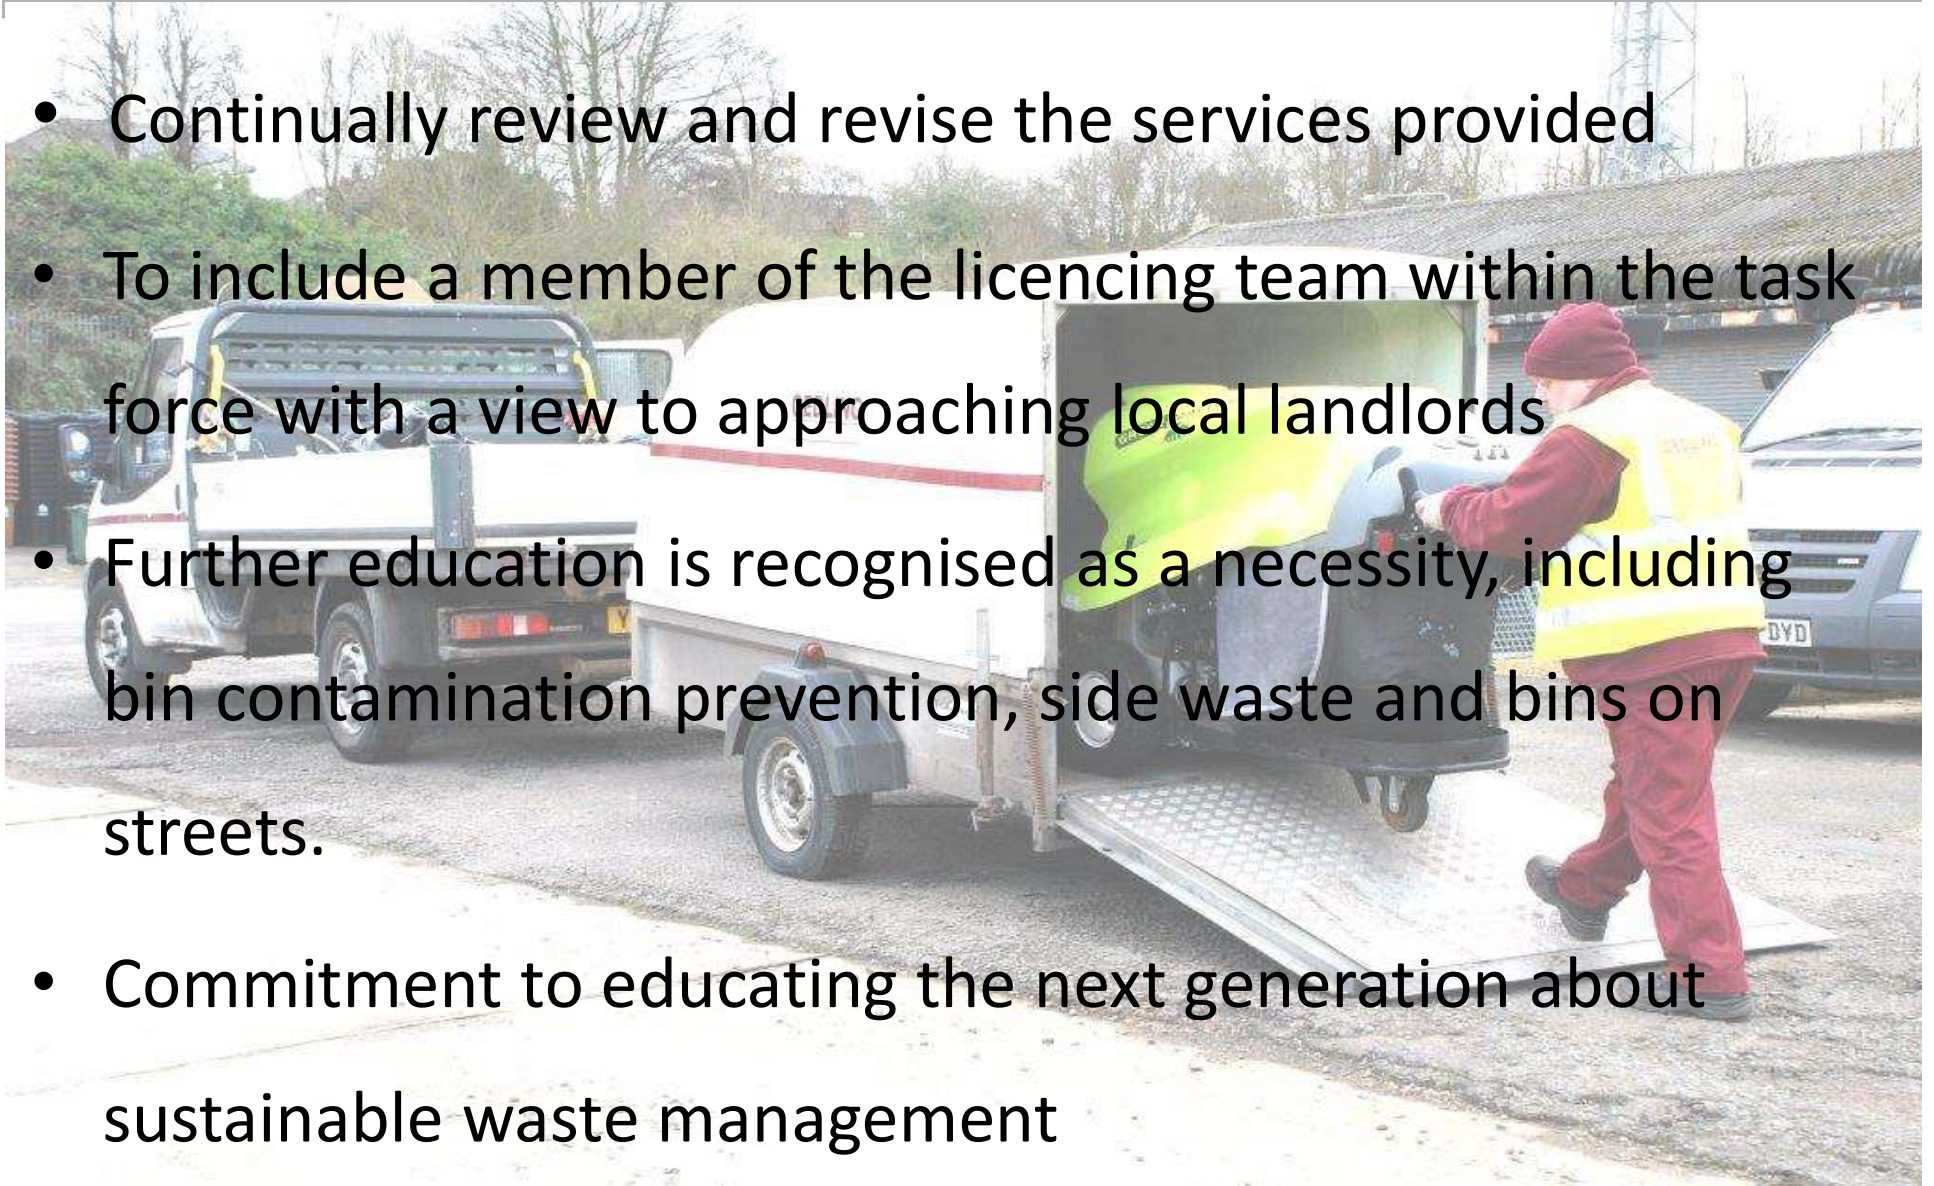 • Continually review and revise the services provided
• To include a member of the licencing team within the task
force with a view to approaching local landlords
• Further education is recognised as a necessity, including
bin contamination prevention, side waste and bins on
streets.
• Commitment to educating the next generation about
sustainable waste management
GEDLING
DYD